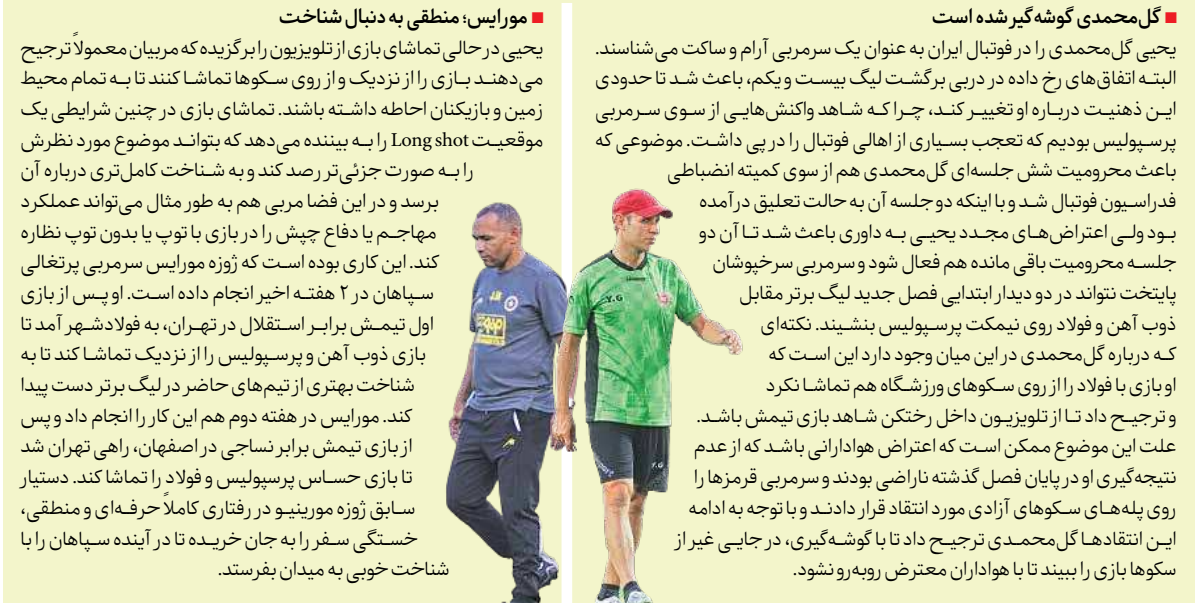 گل‌محمدی گوشه‌گیر شده است
یحیی گل‌محمدی را در فوتبال ایران به عنوان یک سرمربی آرام و ساکت می‌شناسند.
البته اتفاق‌های رخ داده در دربی برگشت لیگ بیست و یکم، باعث شد تا حدودی
این ذهنیت درباره او تغییر کند، چرا که شاهد واکنش‌هایی از سوی سرمربی
پرسپولیس بودیم که تعجب بسیاری از اهالی فوتبال را در پی داشت. موضوعی که
باعث محرومیت شش جلسه‌ای گل‌محمدی هم از سوی کمیته انضباطی
فدراسیون فوتبال شد و با اینکه دو جلسه آن به حالت تعلیق درآمده
بود ولی اعتراض‌های مجدد یحیی به داوری باعث شد تا آن دو
جلسه محرومیت باقی مانده هم فعال شود و سرمربی سرخپوشان
پایتخت نتواند در دو دیدار ابتدایی فصل جدید لیگ برتر مقابل
ذوب آهن و فولاد روی نیمکت پرسپولیس بنشیند. نکته‌ای
که درباره گل‌محمدی در این میان وجود دارد این است که
او بازی با فولاد را از روی سکوهای ورزشگاه هم تماشا نکرد
و ترجیح داد تا از تلویزیون داخل رختکن شاهد بازی تیمش باشد.
علت این موضوع ممکن است که اعتراض هوادارانی باشد که از عدم
نتیجه‌گیری او در پایان فصل گذشته ناراضی بودند و سرمربی قرمزها را
روی پله‌های سکوهای آزادی مورد انتقاد قرار دادند و با توجه به ادامه
این انتقادها گل‌محمدی ترجیح داد تا با گوشه‌گیری، در جایی غیر از
سکوها بازی را ببیند تا با هواداران معترض روبه‌رو نشود.
مورایس؛ منطقی به دنبال شناخت
یحیی در حالی تماشای بازی از تلویزیون را برگزیده که مربیان معمولاً ترجیح
می‌دهند بازی را از نزدیک و از روی سکوها تماشا کنند تا به تمام محیط
زمین و بازیکنان احاطه داشته باشند. تماشای بازی در چنین شرایطی یک
موقعیت Long shot را به بیننده می‌دهد که بتواند موضوع مورد نظرش
را به صورت جزئی‌تر رصد کند و به شناخت کامل‌تری درباره آن
برسد و در این فضا مربی هم به طور مثال می‌تواند عملکرد
مهاجم یا دفاع چپش را در بازی با توپ یا بدون توپ نظاره
کند. این کاری بوده است که ژوزه مورایس سرمربی پرتغالی
سپاهان در ۲ هفته اخیر انجام داده است. او پس از بازی
اول تیمش برابر استقلال در تهران، به فولادشهر آمد تا
بازی ذوب آهن و پرسپولیس را از نزدیک تماشا کند تا به
شناخت بهتری از تیم‌های حاضر در لیگ برتر دست پیدا
کند. مورایس در هفته دوم هم این کار را انجام داد و پس
از بازی تیمش برابر نساجی در اصفهان، راهی تهران شد
تا بازی حساس پرسپولیس و فولاد را تماشا کند. دستیار
سابق ژوزه مورینیو در رفتاری کاملاً حرفه‌ای و منطقی،
خستگی سفر را به جان خریده تا در آینده سپاهان را با
شناخت خوبی به میدان بفرستد.
Y.G
Y.G